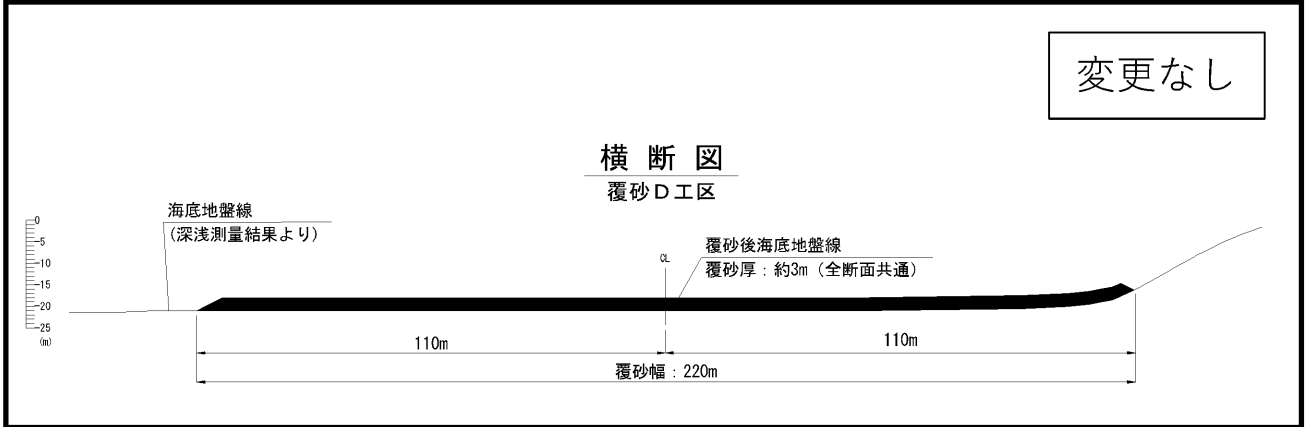 変更なし
横断図
覆砂D工区
海底地盤線
(深浅測量結果より)
0
-5
-10
-15
-20
-25
(m)
CL
覆砂後海底地盤線
覆砂厚：約3m（全断面共通）
110m
110m
覆砂幅：220m